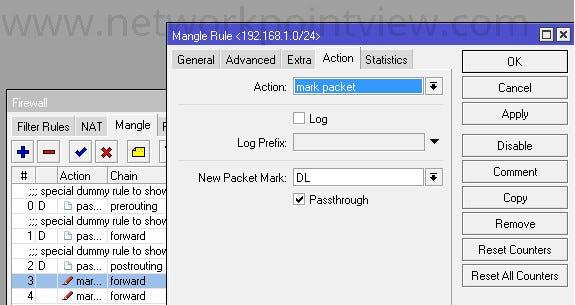 www.networkpointview.com
Mangle Rule <192.168.1.0/24>
General Advanced Extra Action Statistics
Action: mark packet
Log
Log Prefix:
New Packet Mark: DL
Passthrough
OK
Cancel
Apply
Disable
Comment
Copy
Remove
Reset Counters
Reset All Counters
Firewall
Filter Rules NAT Mangle
# Action Chain
;;; special dummy rule to show
0 D pas... prerouting
;;; special dummy rule to show
1 D pas... forward
;;; special dummy rule to show
2 D pas... postrouting
3 mar... forward
4 mar... forward